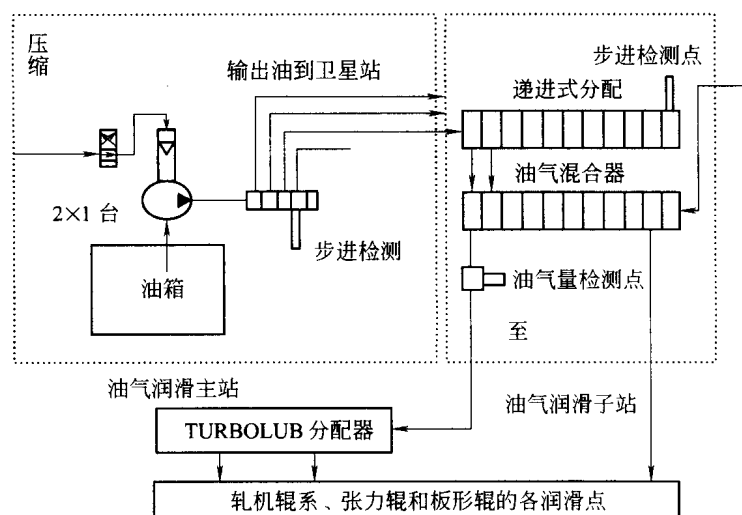 压
缩
输出油到卫星站
步进检测点
递进式分配
油气混合器
2×1 台
步进检测
油箱
油气量检测点
至
油气润滑主站
油气润滑子站
TURBOLUB 分配器
轧机辊系、张力辊和板形辊的各润滑点